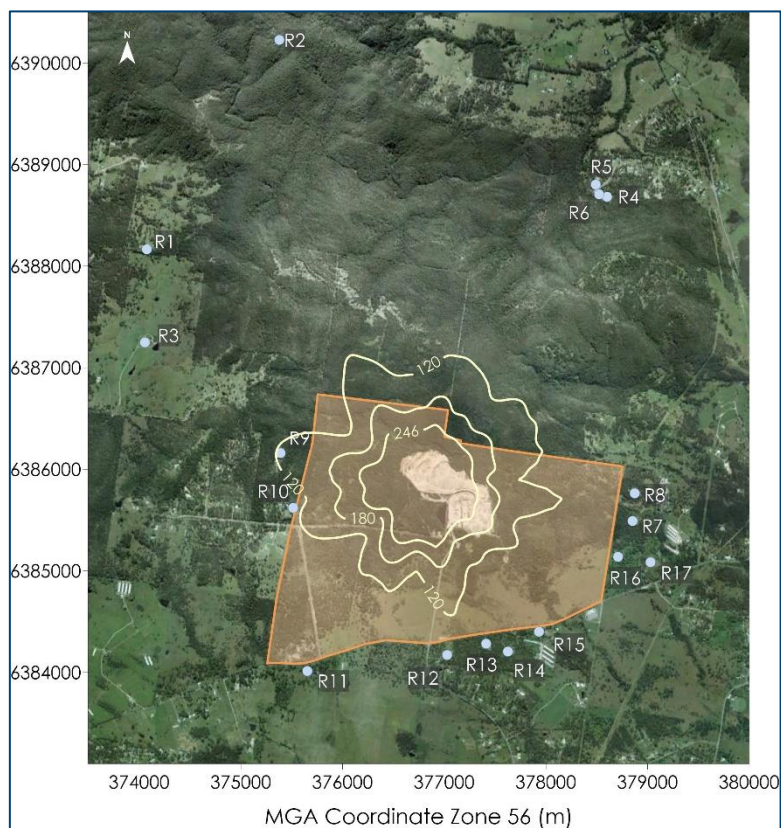 N
R2
6390000
6389000
R5
R6
R4
R1
6388000
R3
6387000
120
246
R9
6386000
120
R10
R8
180
R7
R16
R17
6385000
120
R15
R13
R14
R12
6384000
R11
374000 375000 376000 377000 378000 379000 380000
MGA Coordinate Zone 56 (m)